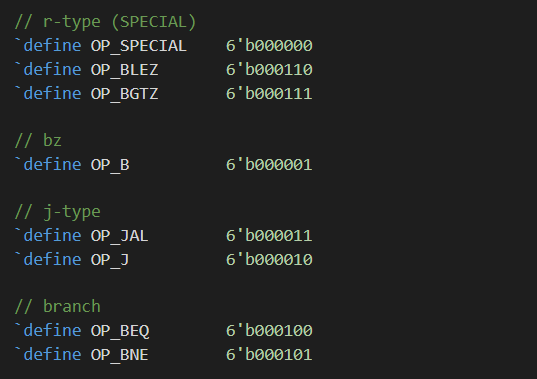 // r-type (SPECIAL)
`define OP_SPECIAL    6'b000000
`define OP_BLEZ       6'b000110
`define OP_BGTZ       6'b000111

// bz
`define OP_B          6'b000001

// j-type
`define OP_JAL        6'b000011
`define OP_J          6'b000010

// branch
`define OP_BEQ        6'b000100
`define OP_BNE        6'b000101